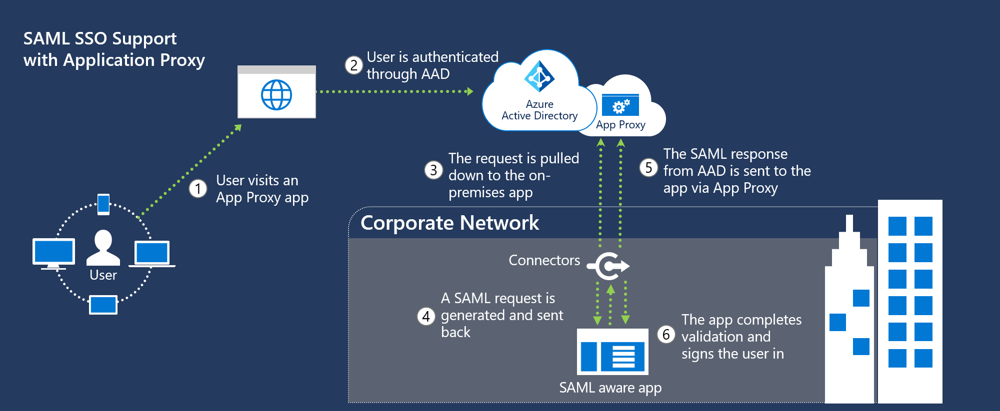 SAML SSO Support
with Application Proxy
2
User is authenticated
through AAD
Azure
Active Directory
App Proxy
1
User visits an
App Proxy app
3
The request is pulled
down to the on-
premises app
5
The SAML response
from AAD is sent to the
app via App Proxy
User
Corporate Network
Connectors
4
A SAML request is
generated and sent
back
6
The app completes
validation and
signs the user in
SAML aware app